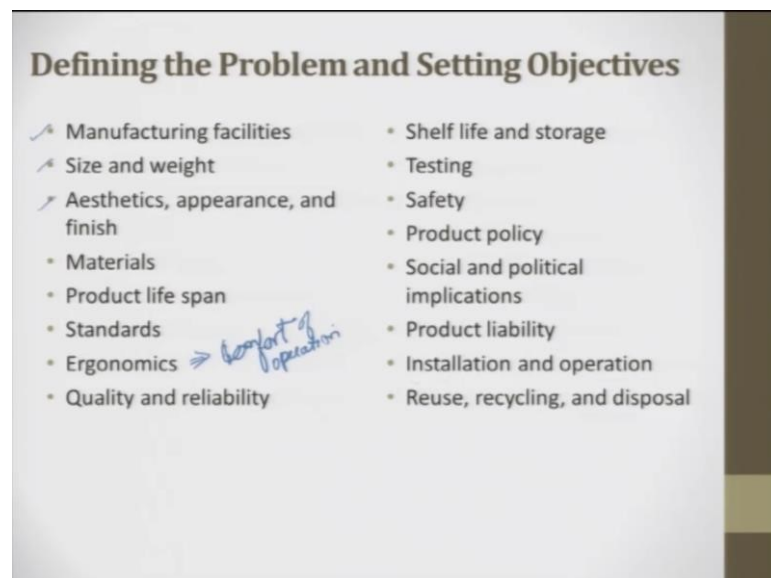 Defining the Problem and Setting Objectives
• Manufacturing facilities
• Size and weight
• Aesthetics, appearance, and
finish
• Materials
• Product life span
• Standards
• Ergonomics ⇒ Comfort of
operation
• Quality and reliability
• Shelf life and storage
• Testing
• Safety
• Product policy
• Social and political
implications
• Product liability
• Installation and operation
• Reuse, recycling, and disposal